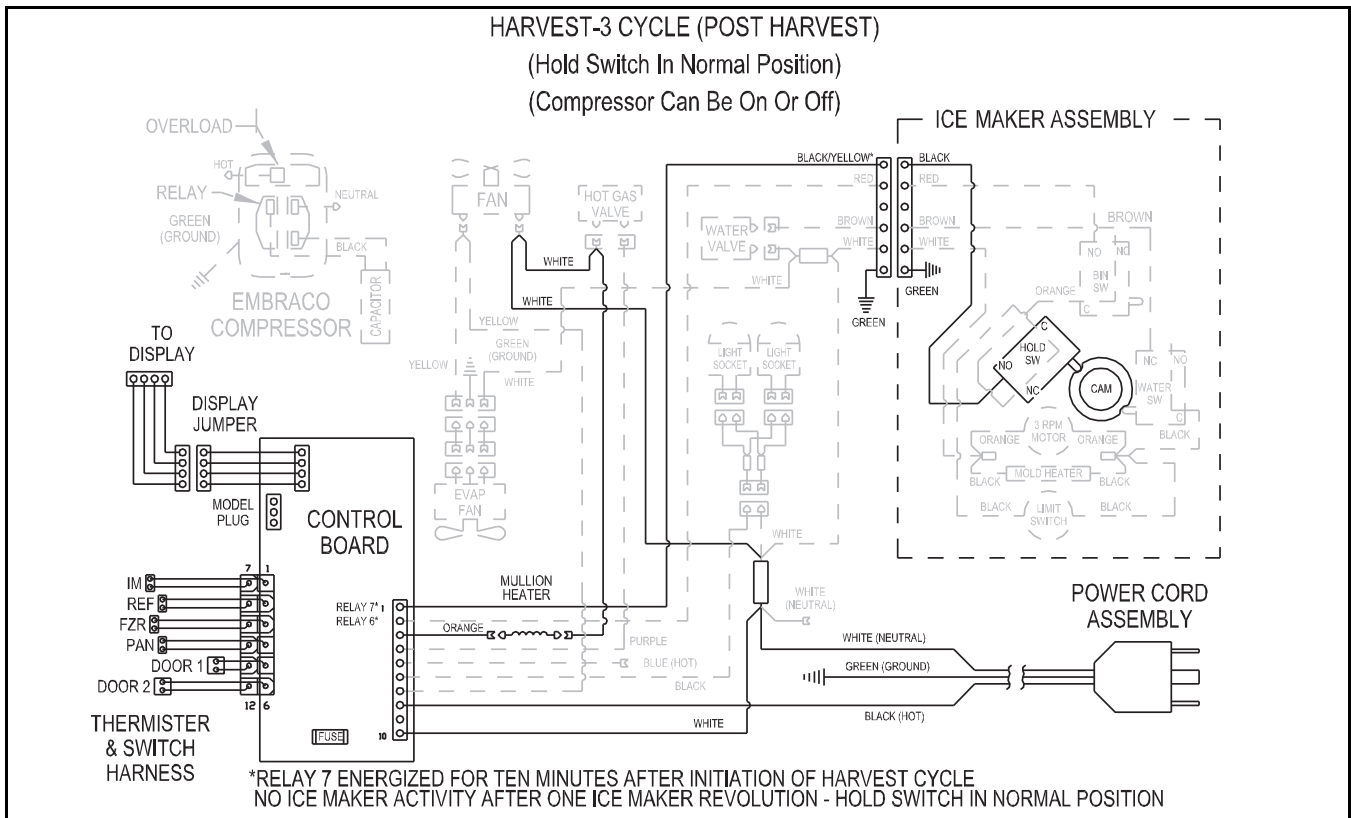 HARVEST-3 CYCLE (POST HARVEST)
(Hold Switch In Normal Position)
(Compressor Can Be On Or Off)
OVERLOAD
HOT
RELAY
GREEN
(GROUND)
NEUTRAL
BLACK
CAPACITOR
EMBRACO
COMPRESSOR
FAN
HOT GAS
VALVE
WHITE
WHITE
YELLOW
GREEN
(GROUND)
YELLOW
WHITE
EVAP
FAN
WATER
VALVE
WHITE
LIGHT
SOCKET
LIGHT
SOCKET
WHITE
BLACK/YELLOW*
RED
BROWN
WHITE
GREEN
ICE MAKER ASSEMBLY
BLACK
RED
BROWN
WHITE
GREEN
BROWN
NO
NC
BIN
SW
C
ORANGE
C
HOLD
SW
NO
NC
CAM
NC
NO
WATER
SW
C
BLACK
3 RPM
MOTOR
ORANGE
ORANGE
MOLD HEATER
BLACK
BLACK
BLACK
LIMIT
SWITCH
BLACK
TO
DISPLAY
DISPLAY
JUMPER
MODEL
PLUG
CONTROL
BOARD
7 1
IM
REF
FZR
PAN
DOOR 1
DOOR 2
12 6
THERMISTER
& SWITCH
HARNESS
FUSE
RELAY 7* 1
RELAY 6*
10
MULLION
HEATER
ORANGE
PURPLE
BLUE (HOT)
BLACK
WHITE
WHITE
(NEUTRAL)
POWER CORD
ASSEMBLY
WHITE (NEUTRAL)
GREEN (GROUND)
BLACK (HOT)
*RELAY 7 ENERGIZED FOR TEN MINUTES AFTER INITIATION OF HARVEST CYCLE
NO ICE MAKER ACTIVITY AFTER ONE ICE MAKER REVOLUTION - HOLD SWITCH IN NORMAL POSITION